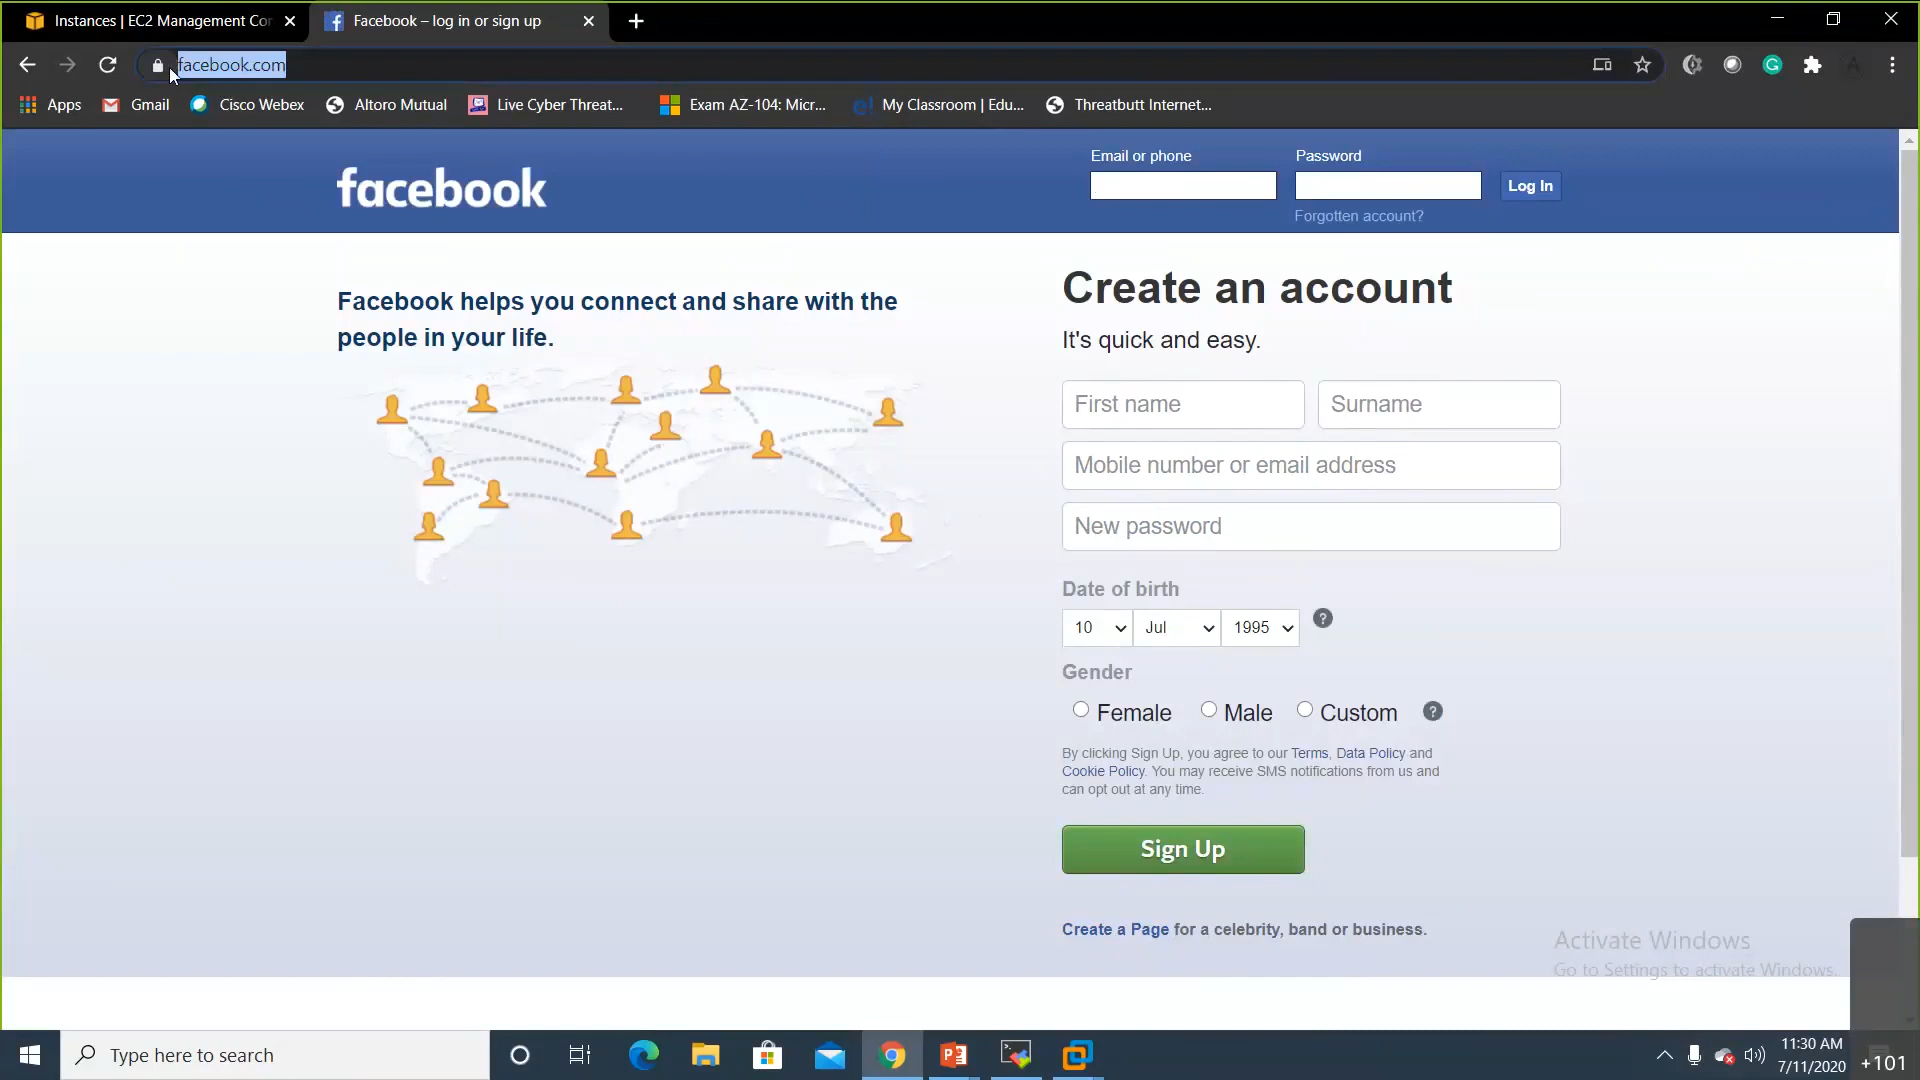 Instances | EC2 Management Cor
Facebook – log in or sign up
facebook.com
Apps
Gmail
Cisco Webex
Altoro Mutual
Live Cyber Threat...
Exam AZ-104: Micr...
My Classroom | Edu...
Threatbutt Internet...
facebook
Email or phone
Password
Log In
Forgotten account?
Facebook helps you connect and share with the
people in your life.
Create an account
It's quick and easy.
First name
Surname
Mobile number or email address
New password
Date of birth
10
Jul
1995
?
Gender
Female
Male
Custom
?
By clicking Sign Up, you agree to our Terms, Data Policy and
Cookie Policy. You may receive SMS notifications from us and
can opt out at any time.
Sign Up
Create a Page for a celebrity, band or business.
Activate Windows
Go to Settings to activate Windows.
Type here to search
11:30 AM
7/11/2020
+101